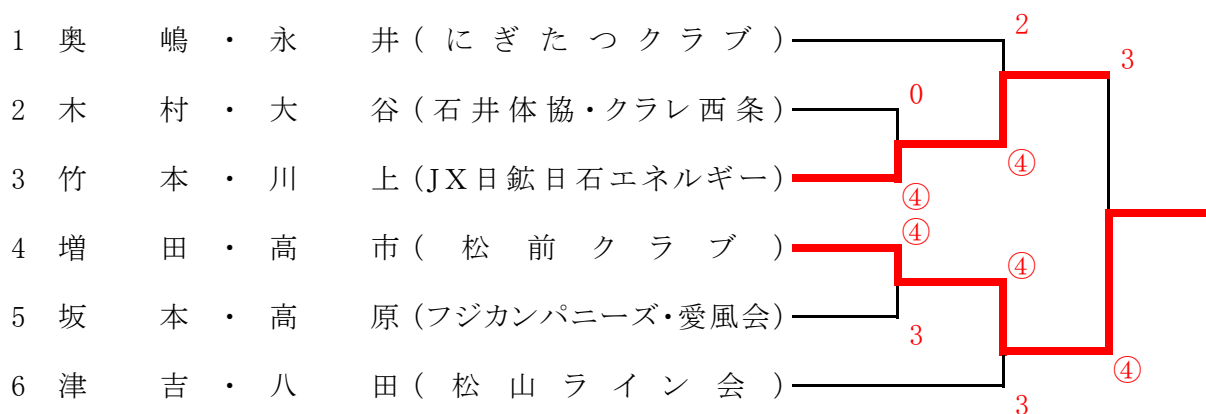 1 奥嶋・永井(にぎたつクラブ) 2
3
2 木村・大谷(石井体協・クラレ西条) 0
④
3 竹本・川上(JX日鉱日石エネルギー) ④
4 増田・高市(松前クラブ) ④
④
5 坂本・高原(フジカンパニーズ・愛風会) 3
④
6 津吉・八田(松山ライン会) 3